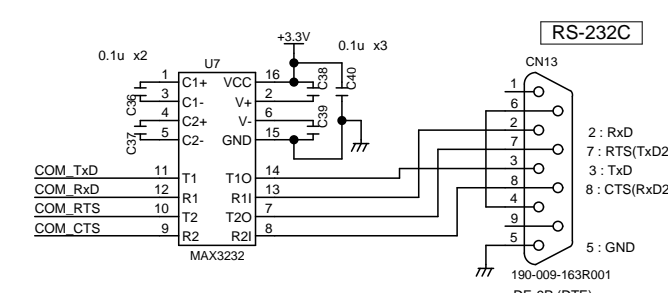 RS-232C
+3.3V
0.1u x2
U7
0.1u x3
CN13
C36
C37
C38
C39
C40
1 C1+ VCC 16
3 C1- V+ 2
4 C2+ V- 6
5 C2- GND 15
COM_TxD 11 T1 T1O 14
COM_RxD 12 R1 R1I 13
COM_RTS 10 T2 T2O 7
COM_CTS 9 R2 R2I 8
MAX3232
1
6
2
7
3
8
4
9
5
2 : RxD
7 : RTS(TxD2
3 : TxD
8 : CTS(RxD2
5 : GND
190-009-163R001